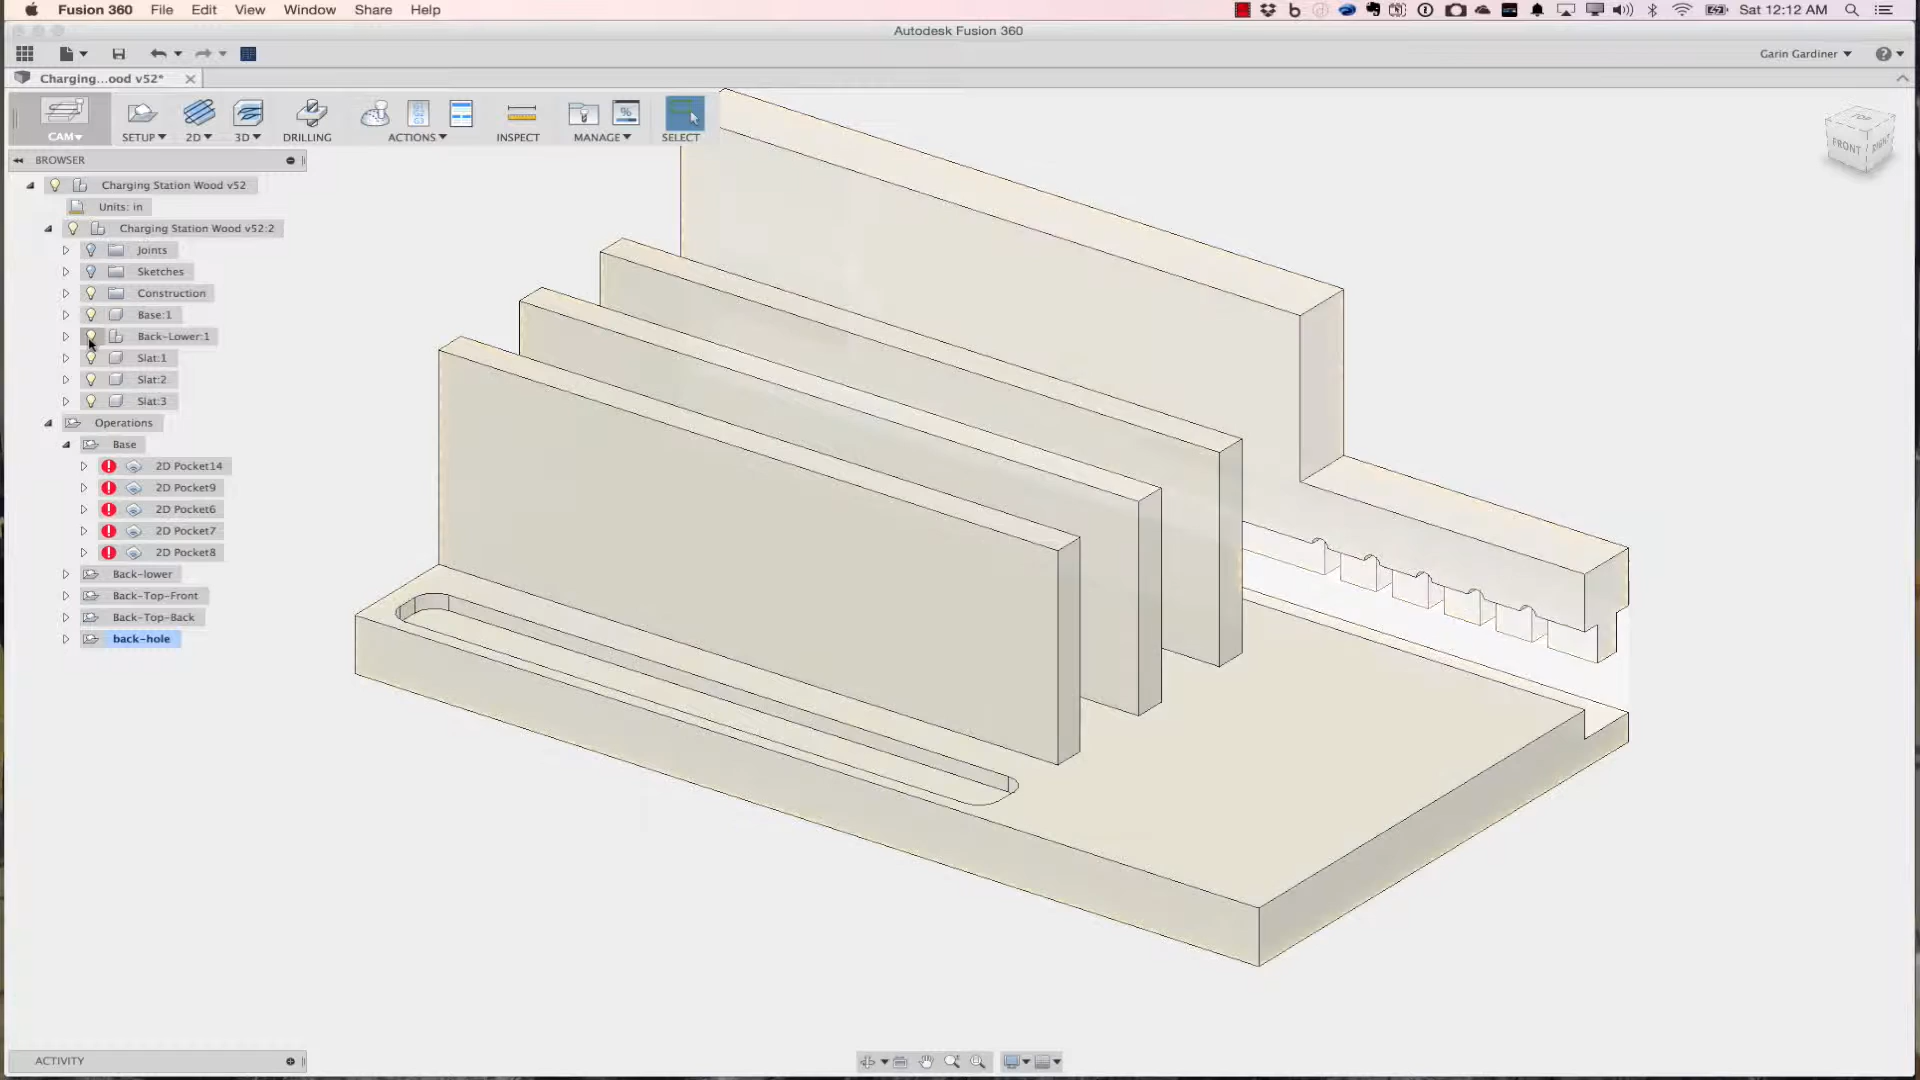 Fusion 360 File Edit View Window Share Help Sat 12:12 AM
Autodesk Fusion 360
Garin Gardiner
Charging...ood v52*
CAM SETUP 2D 3D DRILLING ACTIONS INSPECT MANAGE SELECT
BROWSER
TOP
FRONT RIGHT
Charging Station Wood v52
Units: in
Charging Station Wood v52:2
Joints
Sketches
Construction
Base:1
Back-Lower:1
Slat:1
Slat:2
Slat:3
Operations
Base
2D Pocket14
2D Pocket9
2D Pocket6
2D Pocket7
2D Pocket8
Back-lower
Back-Top-Front
Back-Top-Back
back-hole
ACTIVITY